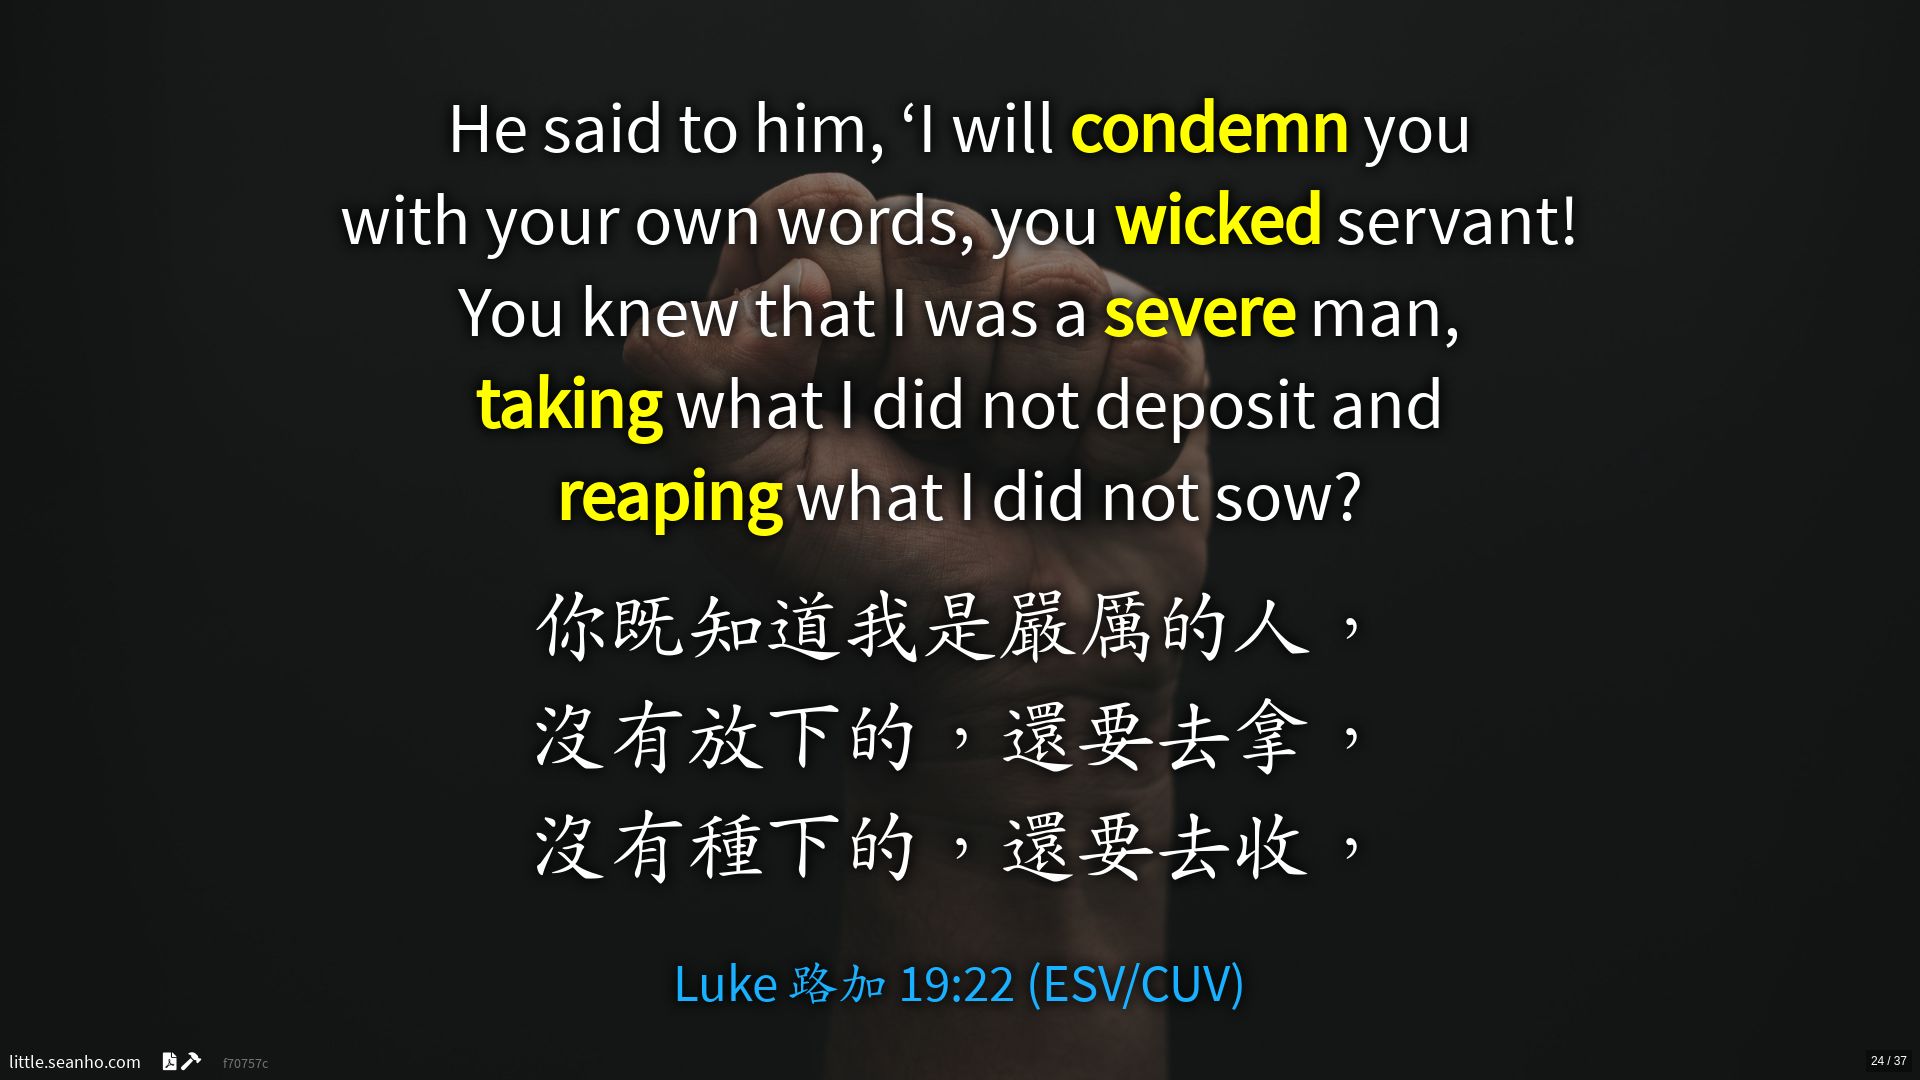 He said to him, ‘I will condemn you
with your own words, you wicked servant!
You knew that I was a severe man,
taking what I did not deposit and
reaping what I did not sow?
你既知道我是嚴厲的人，
沒有放下的，還要去拿，
沒有種下的，還要去收，
Luke 路加 19:22 (ESV/CUV)
little.seanho.com f70757c
24 / 37